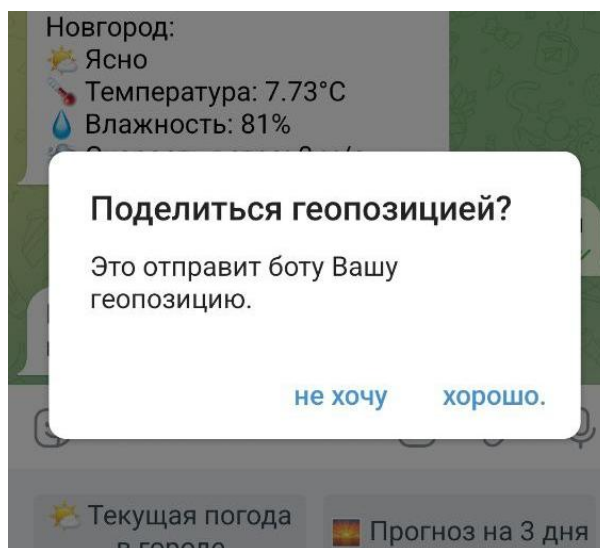 Новгород:
Ясно
Температура: 7.73°C
Влажность: 81%
Поделиться геопозицией?
Это отправит боту Вашу
геопозицию.
не хочу хорошо.
Текущая погода
в городе
Прогноз на 3 дня